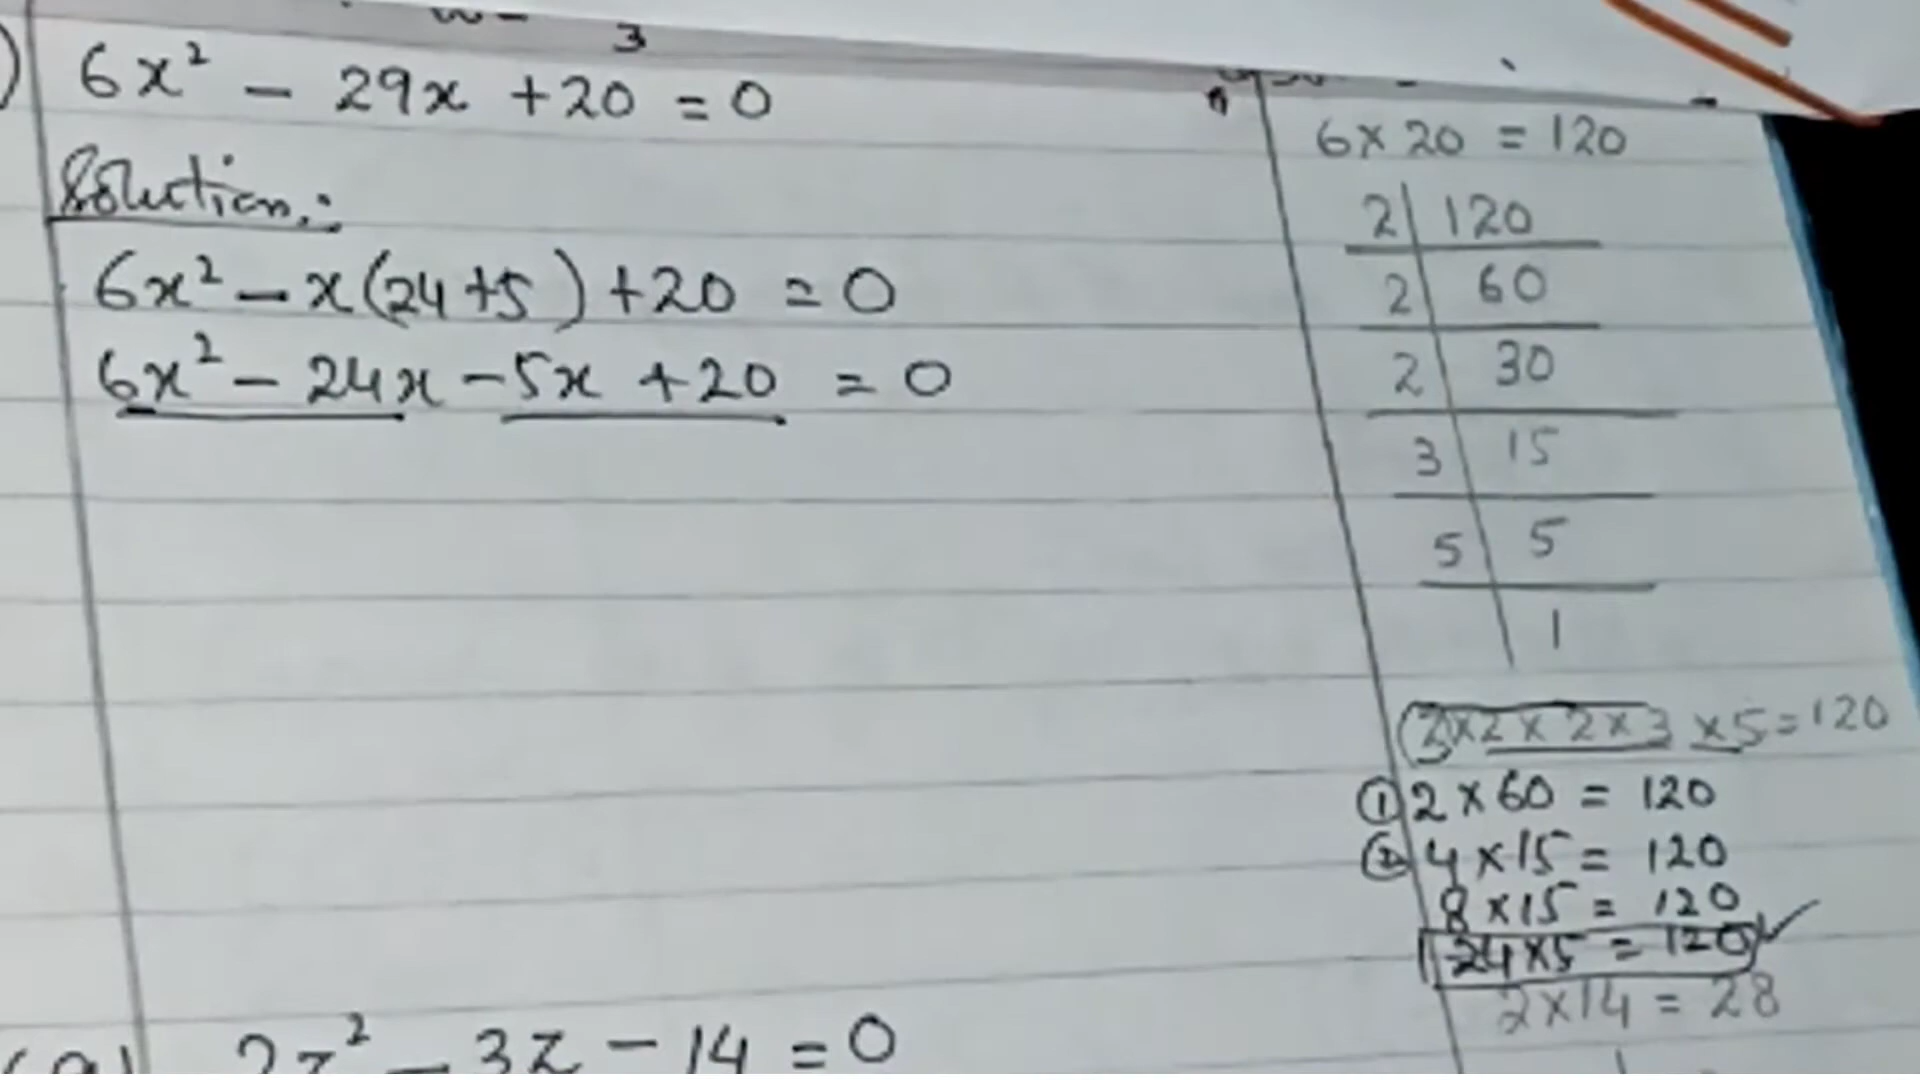 3
6x² - 29x + 20 = 0
Solution:
6x² - x(24+5) + 20 = 0
6x² - 24x - 5x + 20 = 0
2z² - 3z - 14 = 0
6 × 20 = 120
2 | 120
2 | 60
2 | 30
3 | 15
5 | 5
1
2×2×2×3×5=120
① 2×60 = 120
② 4×15 = 120
8×15 = 120
24×5 = 120 ✓
2×14 = 28